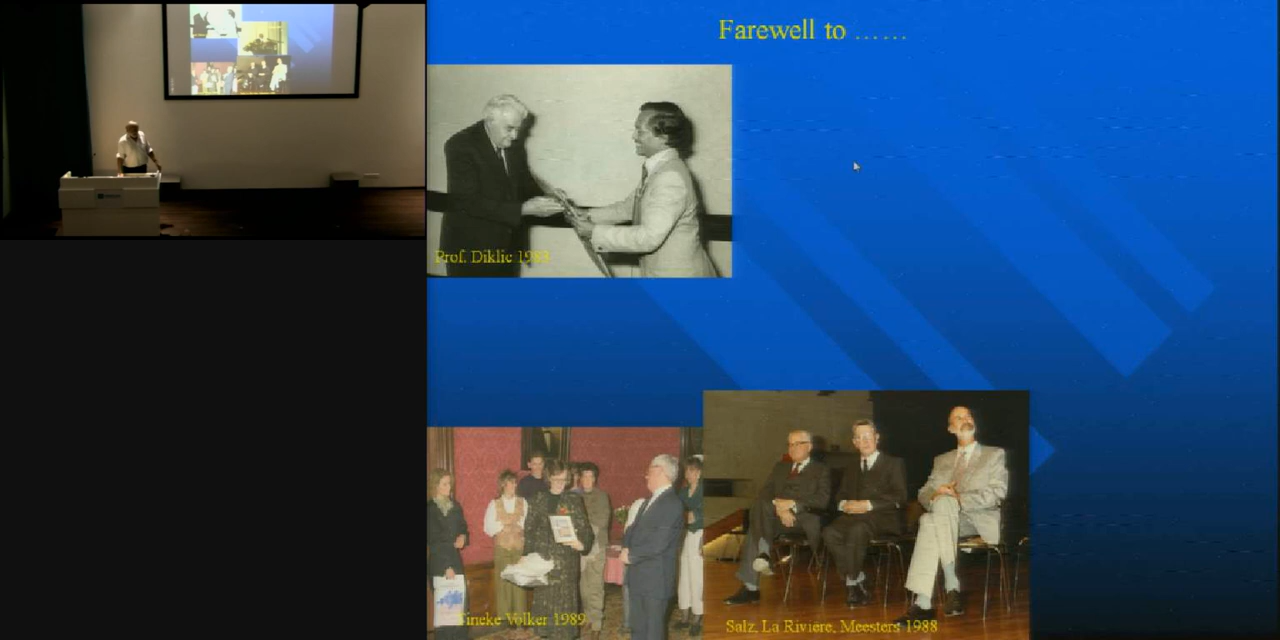 Farewell to ......
Prof. Diklic 1983
Tineke Volker 1989
Salz, La Rivière, Meesters 1988